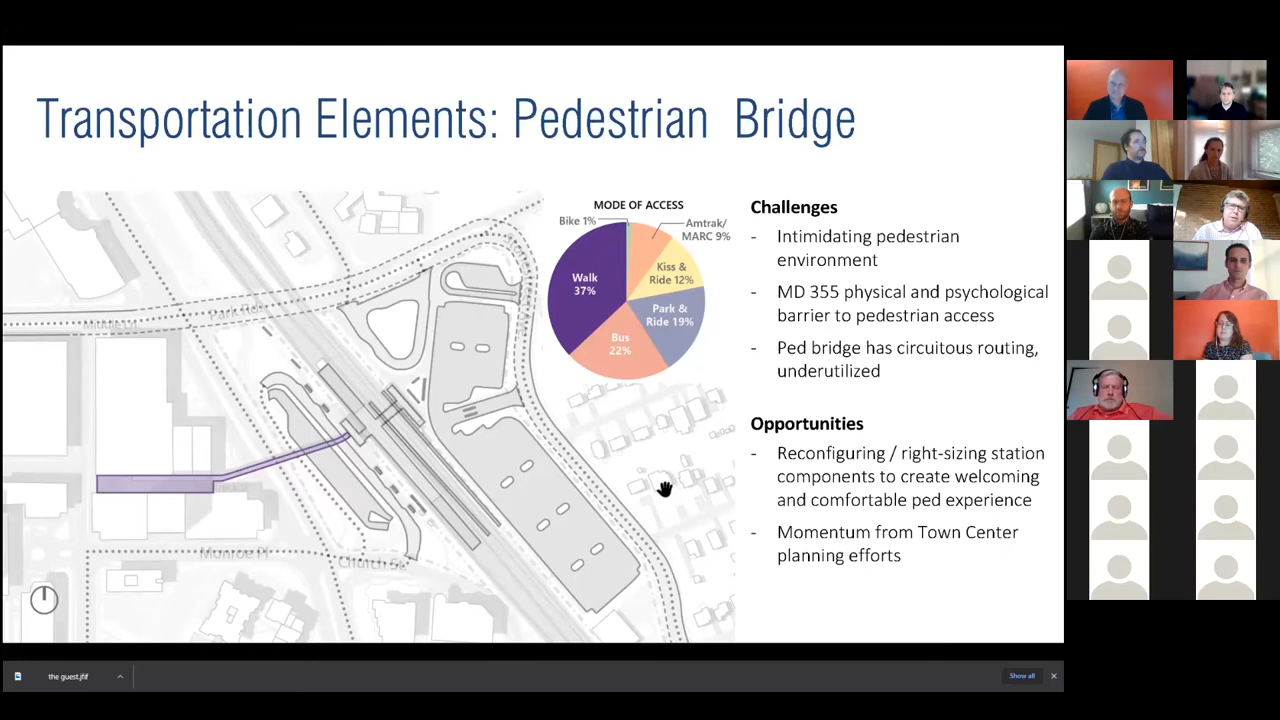 Transportation Elements: Pedestrian Bridge
MODE OF ACCESS
Bike 1%
Amtrak/
MARC 9%
Kiss &
Ride 12%
Walk
37%
Park &
Ride 19%
Bus
22%
Middle Ln
Park Road
Monroe Pl
Church St
Challenges
- Intimidating pedestrian
environment
- MD 355 physical and psychological
barrier to pedestrian access
- Ped bridge has circuitous routing,
underutilized
Opportunities
- Reconfiguring / right-sizing station
components to create welcoming
and comfortable ped experience
- Momentum from Town Center
planning efforts
the guest.jfif
Show all